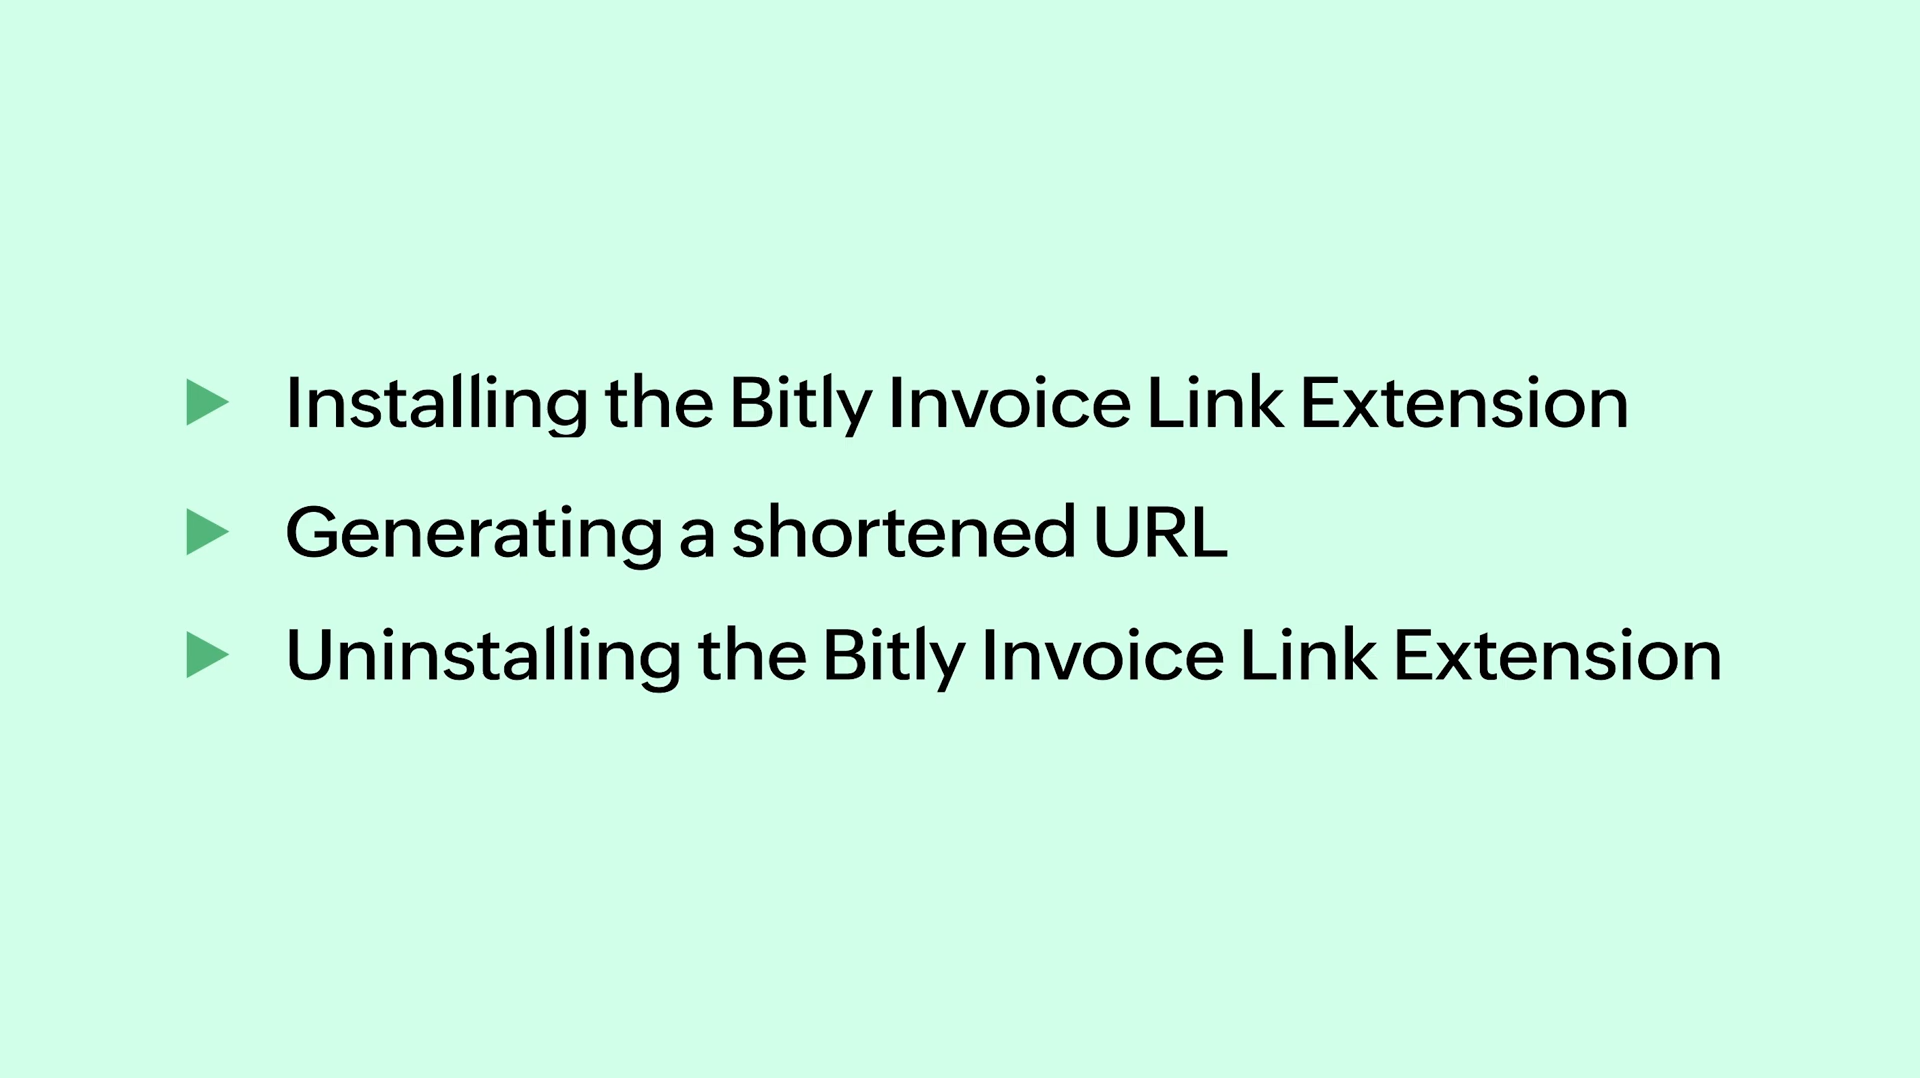 Installing the Bitly Invoice Link Extension
Generating a shortened URL
Uninstalling the Bitly Invoice Link Extension